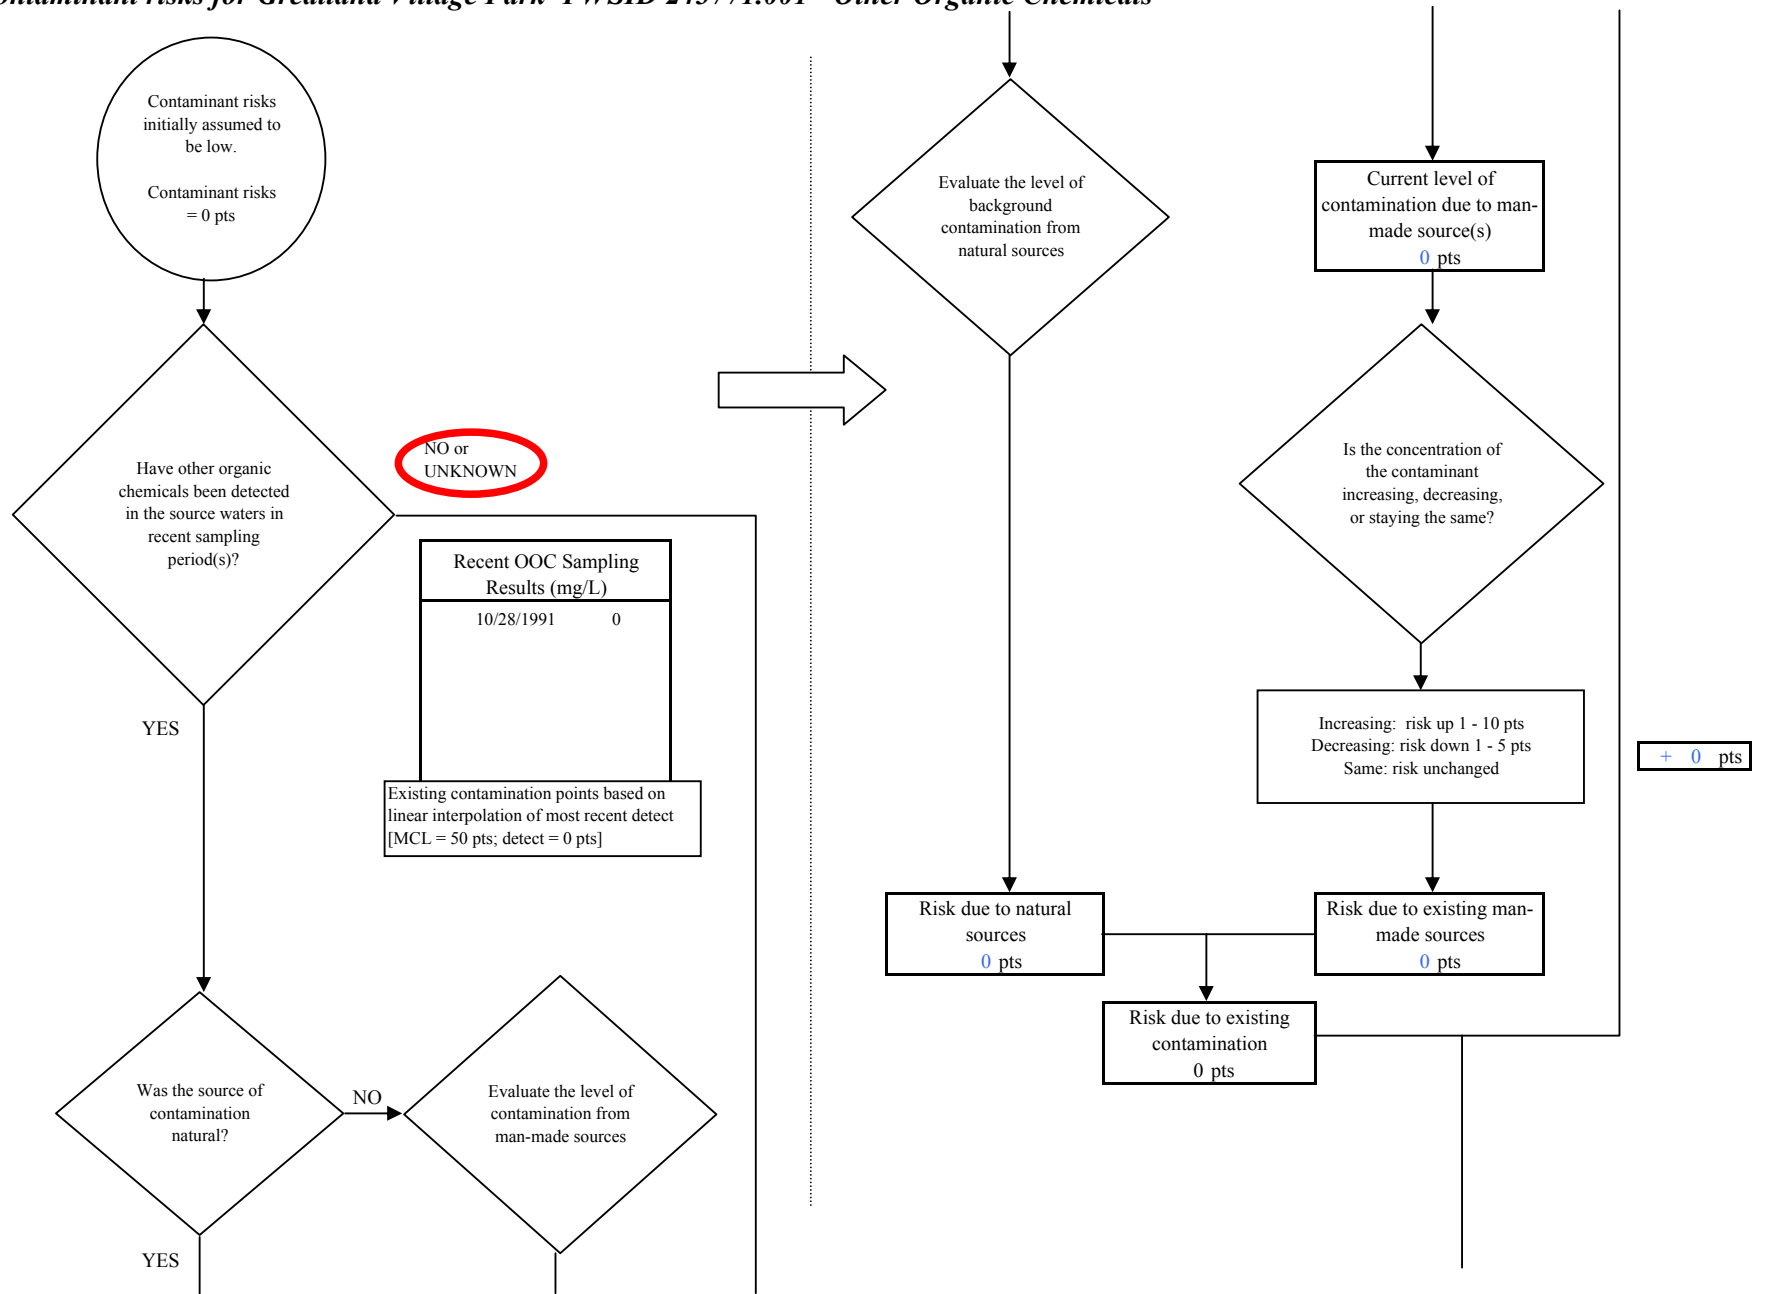 Contaminant risks
initially assumed to
be low.
Contaminant risks
= 0 pts
Have other organic
chemicals been detected
in the source waters in
recent sampling
period(s)?
NO or
UNKNOWN
Recent OOC Sampling
Results (mg/L)
10/28/1991 0
YES
Existing contamination points based on
linear interpolation of most recent detect
[MCL = 50 pts; detect = 0 pts]
Was the source of
contamination
natural?
NO
Evaluate the level of
contamination from
man-made sources
YES
Evaluate the level of
background
contamination from
natural sources
Current level of
contamination due to man-
made source(s)
0 pts
Is the concentration of
the contaminant
increasing, decreasing,
or staying the same?
Increasing: risk up 1 - 10 pts
Decreasing: risk down 1 - 5 pts
Same: risk unchanged
+ 0 pts
Risk due to natural
sources
0 pts
Risk due to existing man-
made sources
0 pts
Risk due to existing
contamination
0 pts